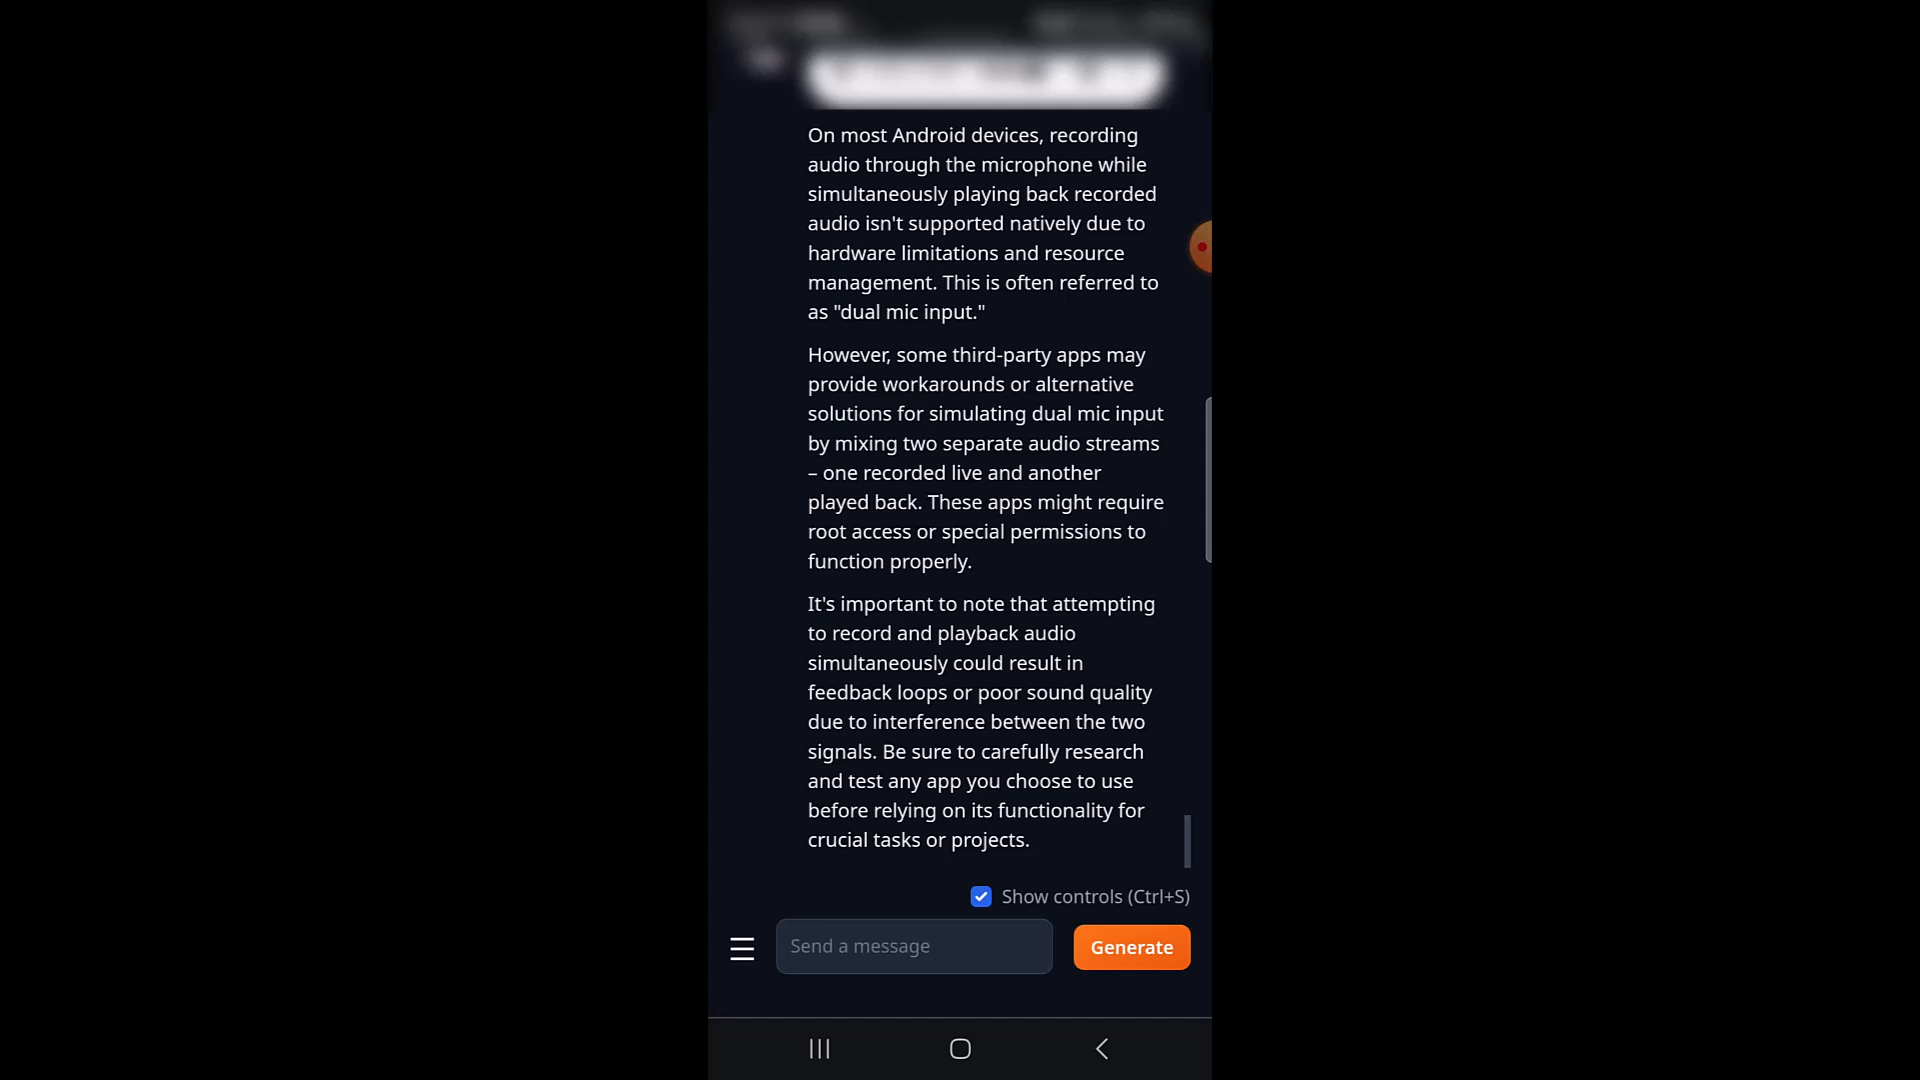 On most Android devices, recording
audio through the microphone while
simultaneously playing back recorded
audio isn't supported natively due to
hardware limitations and resource
management. This is often referred to
as "dual mic input."
However, some third-party apps may
provide workarounds or alternative
solutions for simulating dual mic input
by mixing two separate audio streams
– one recorded live and another
played back. These apps might require
root access or special permissions to
function properly.
It's important to note that attempting
to record and playback audio
simultaneously could result in
feedback loops or poor sound quality
due to interference between the two
signals. Be sure to carefully research
and test any app you choose to use
before relying on its functionality for
crucial tasks or projects.
Show controls (Ctrl+S)
Send a message
Generate